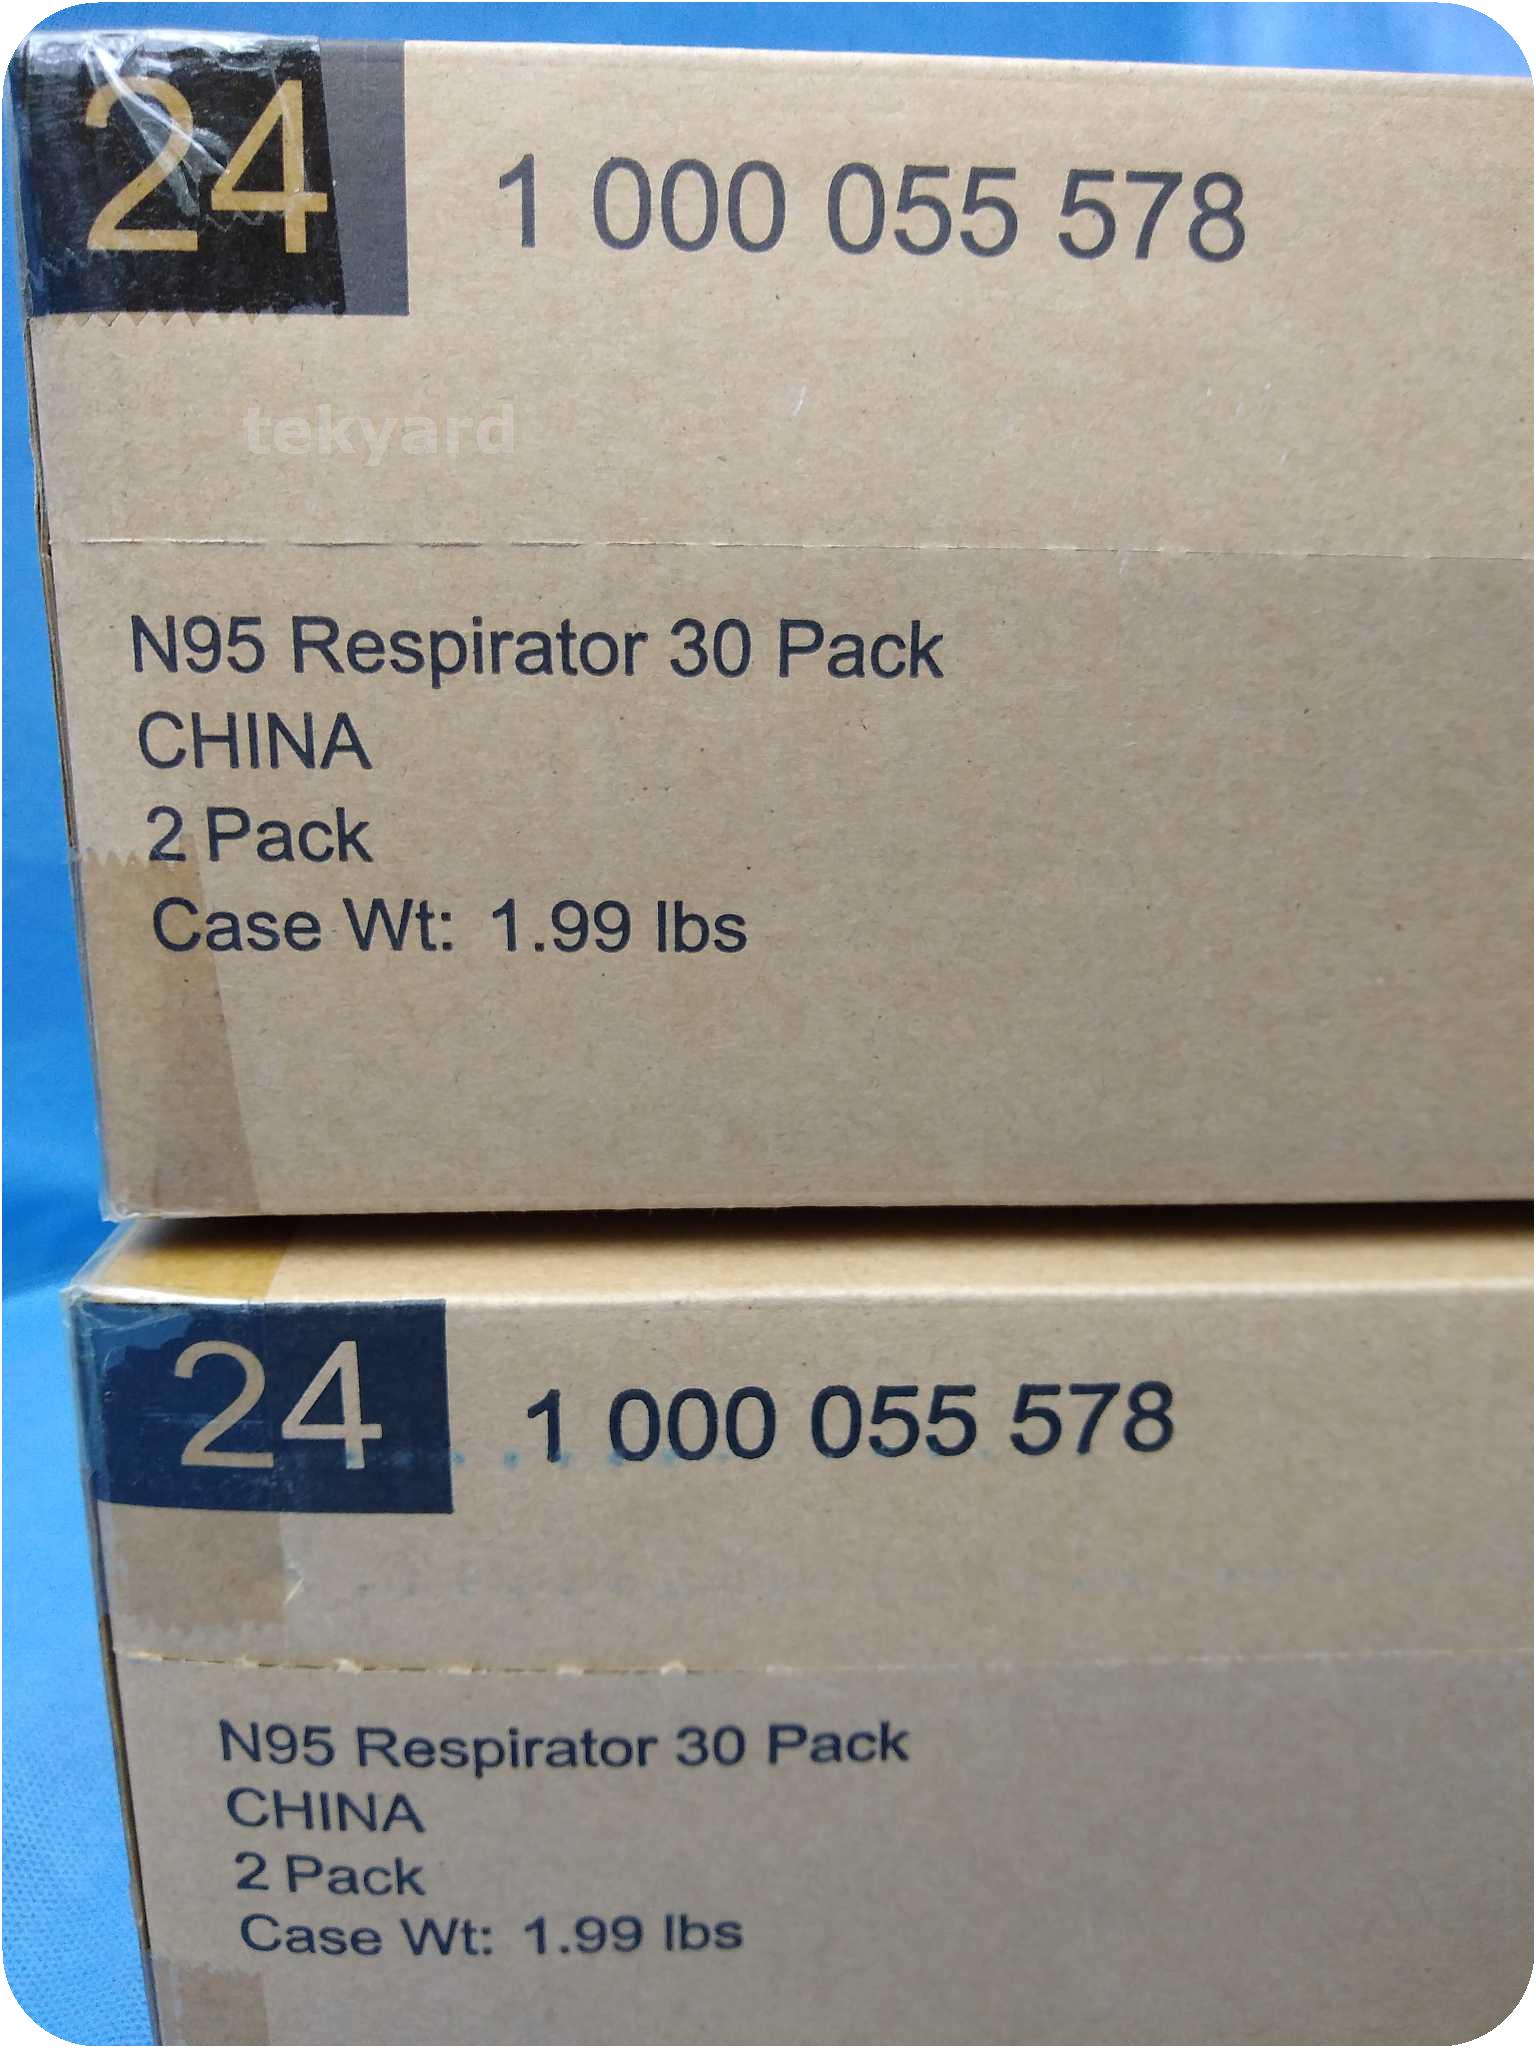 24
1 000 055 578
tekyard
N95 Respirator 30 Pack
CHINA
2 Pack
Case Wt: 1.99 lbs
24
1 000 055 578
N95 Respirator 30 Pack
CHINA
2 Pack
Case Wt: 1.99 lbs